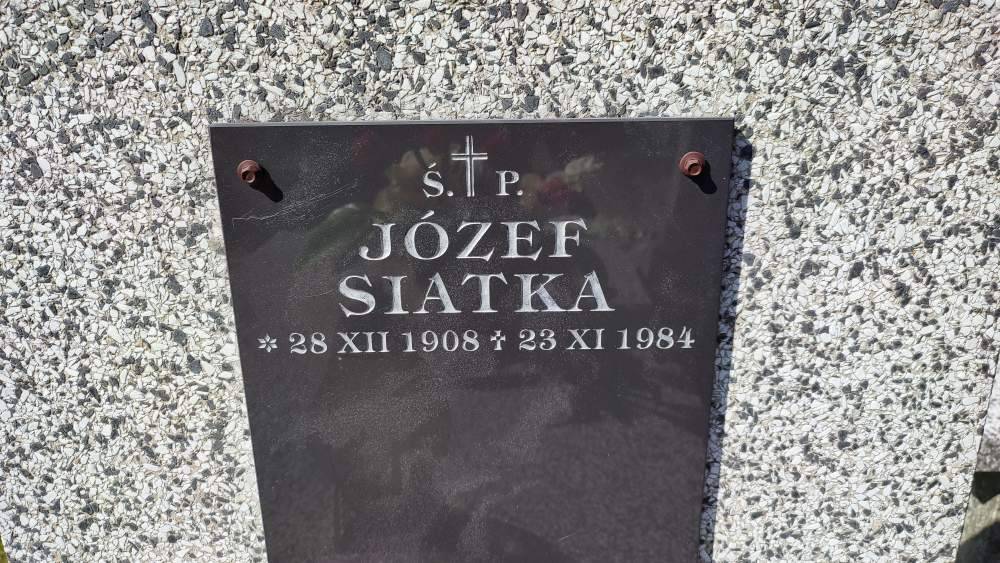 Ś. P.
JÓZEF
SIATKA
* 28 XII 1908 ✝ 23 XI 1984